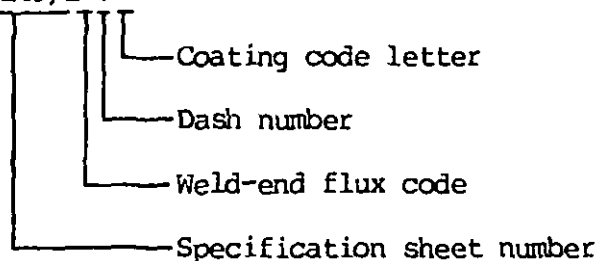 Coating code letter
Dash number
Weld-end flux code
Specification sheet number